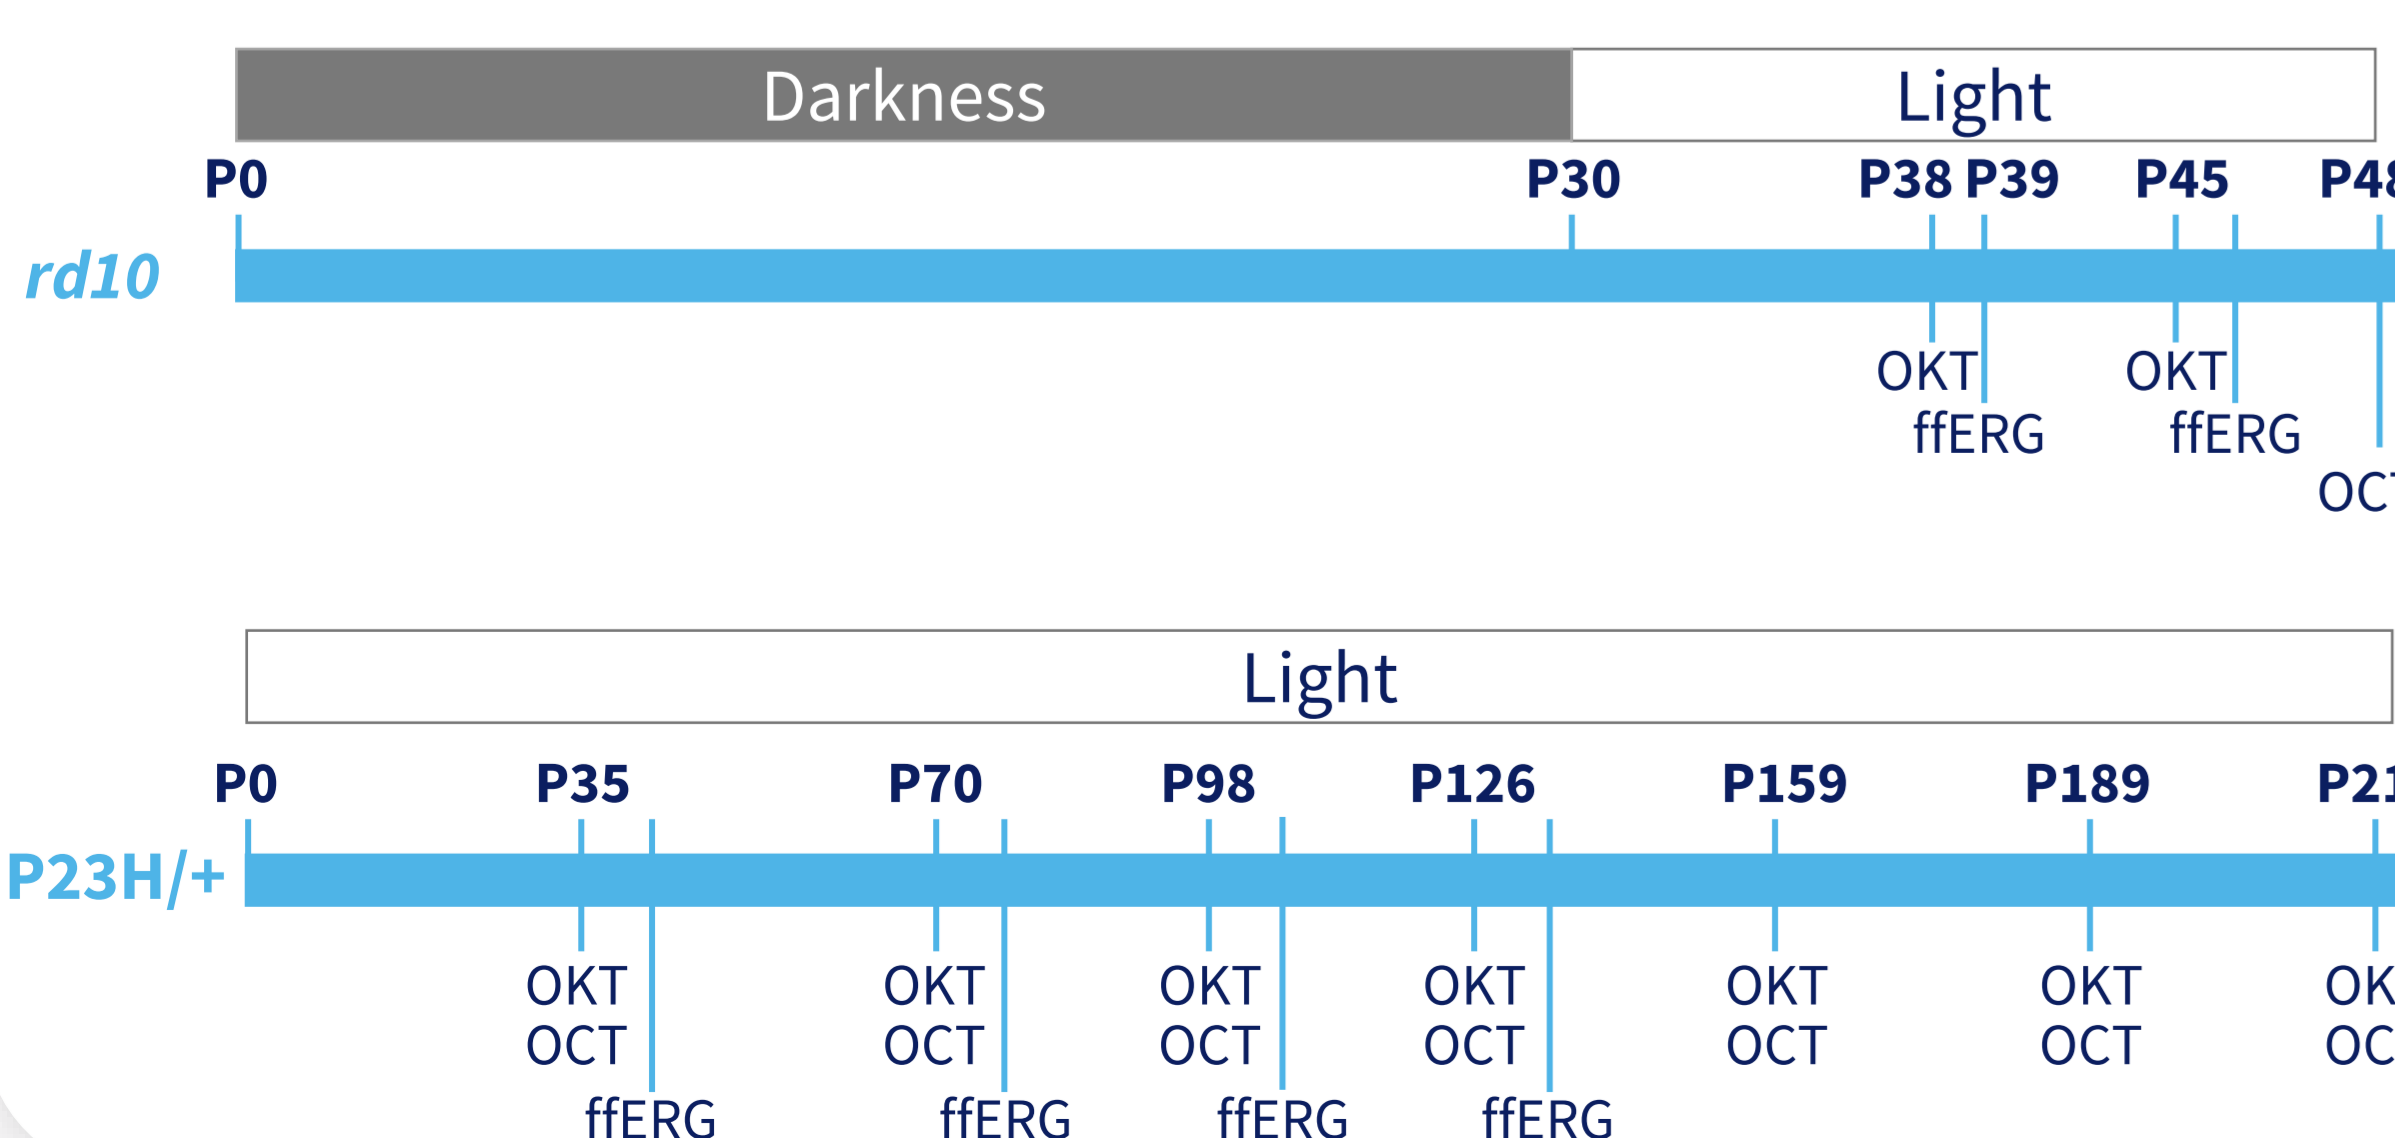 Darkness Light
P0 P30 P38 P39 P45
rd10
OKT OKT
ffERG ffERG
Light
P0 P35 P70 P98 P126 P159 P189
P23H/+
OKT OKT OKT OKT OKT OKT
OCT OCT OCT OCT OCT OCT
ffERG ffERG ffERG ffERG